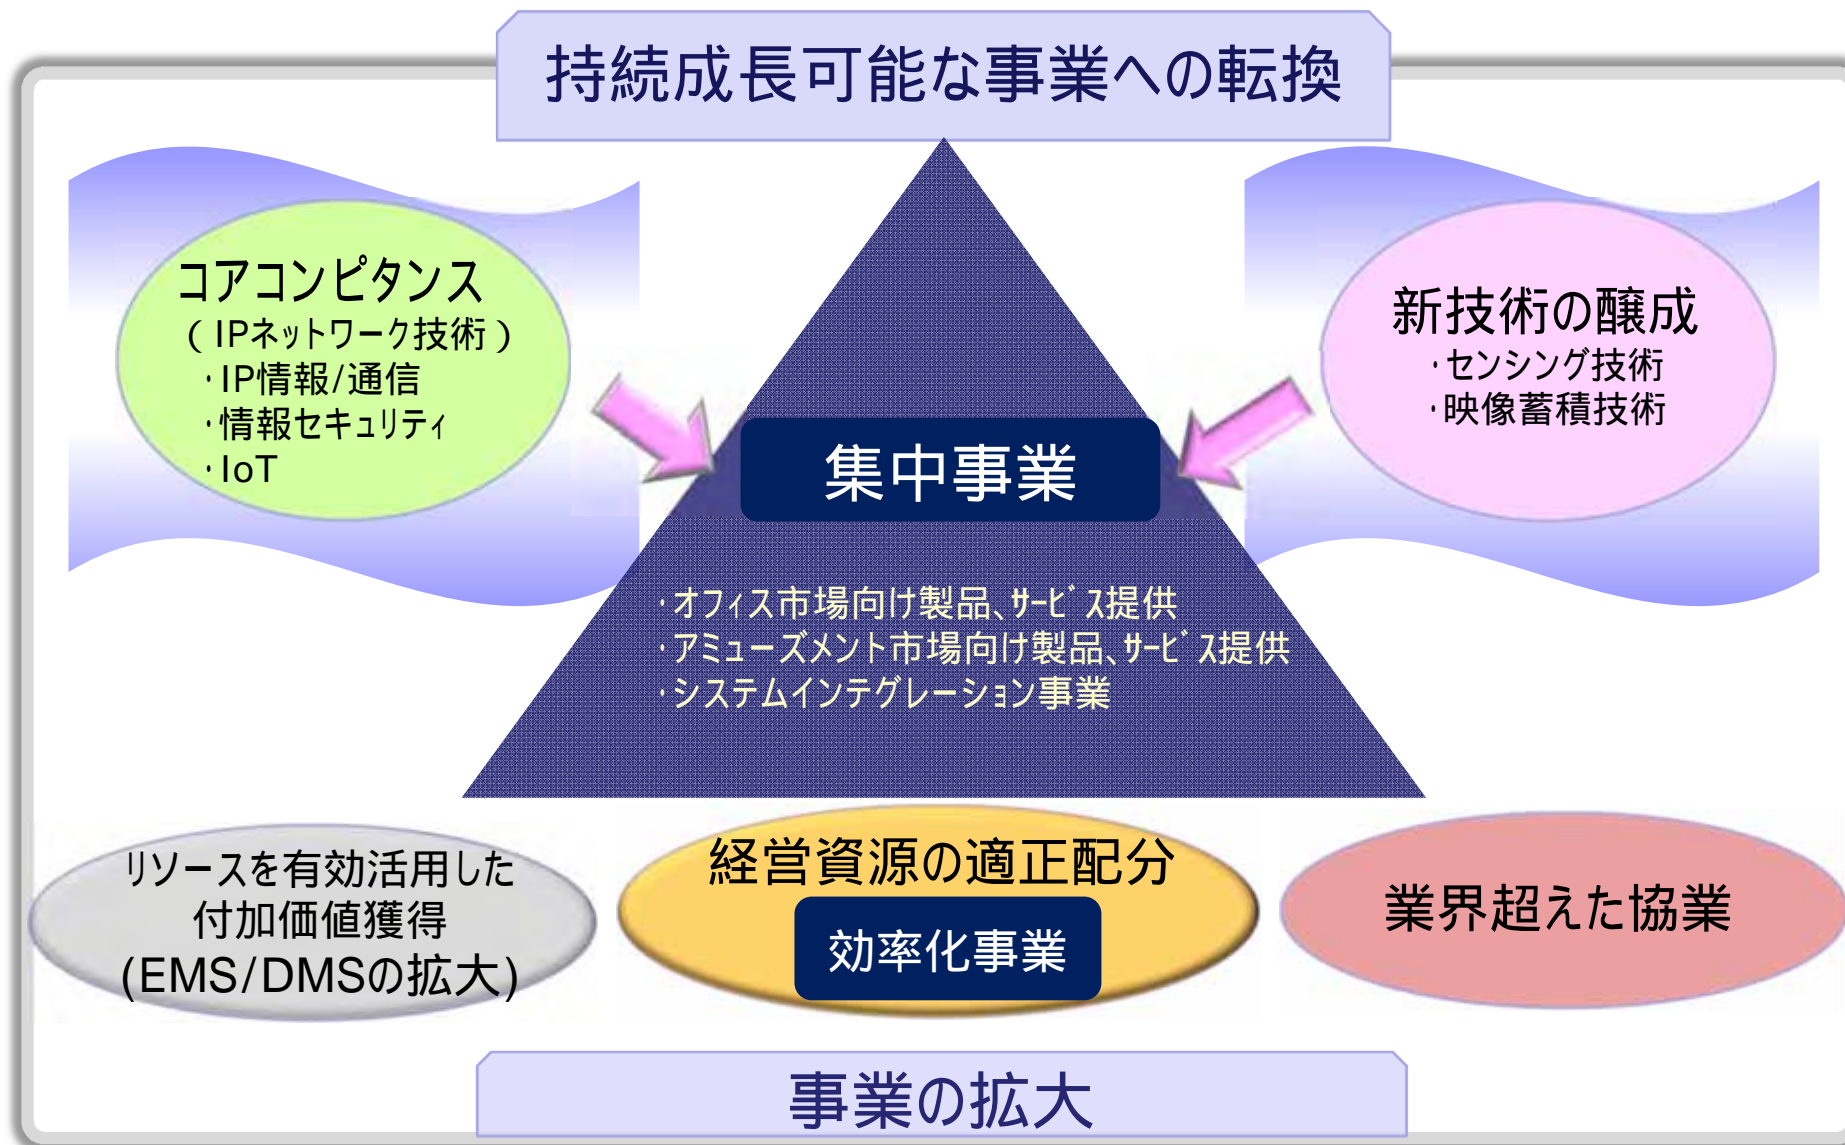 持続成長可能な事業への転換
コアコンピタンス
（IPネットワーク技術）
・IP情報/通信
・情報セキュリティ
・IoT
新技術の醸成
・センシング技術
・映像蓄積技術
集中事業
・オフィス市場向け製品、サービス提供
・アミューズメント市場向け製品、サービス提供
・システムインテグレーション事業
リソースを有効活用した
付加価値獲得
(EMS/DMSの拡大)
経営資源の適正配分
効率化事業
業界超えた協業
事業の拡大